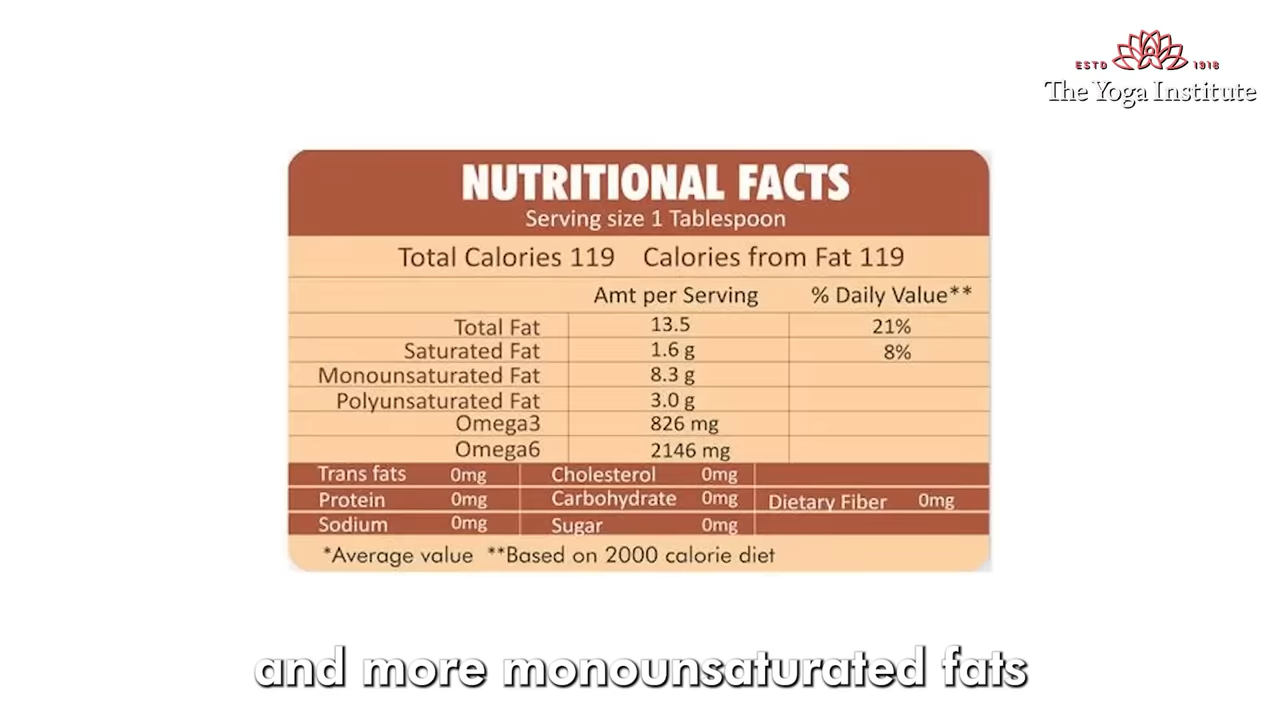 ESTD 1918
The Yoga Institute
NUTRITIONAL FACTS
Serving size 1 Tablespoon
Total Calories 119 Calories from Fat 119
Amt per Serving % Daily Value**
Total Fat 13.5 21%
Saturated Fat 1.6 g 8%
Monounsaturated Fat 8.3 g
Polyunsaturated Fat 3.0 g
Omega3 826 mg
Omega6 2146 mg
Trans fats 0mg Cholesterol 0mg
Protein 0mg Carbohydrate 0mg Dietary Fiber 0mg
Sodium 0mg Sugar 0mg
*Average value **Based on 2000 calorie diet
and more monounsaturated fats